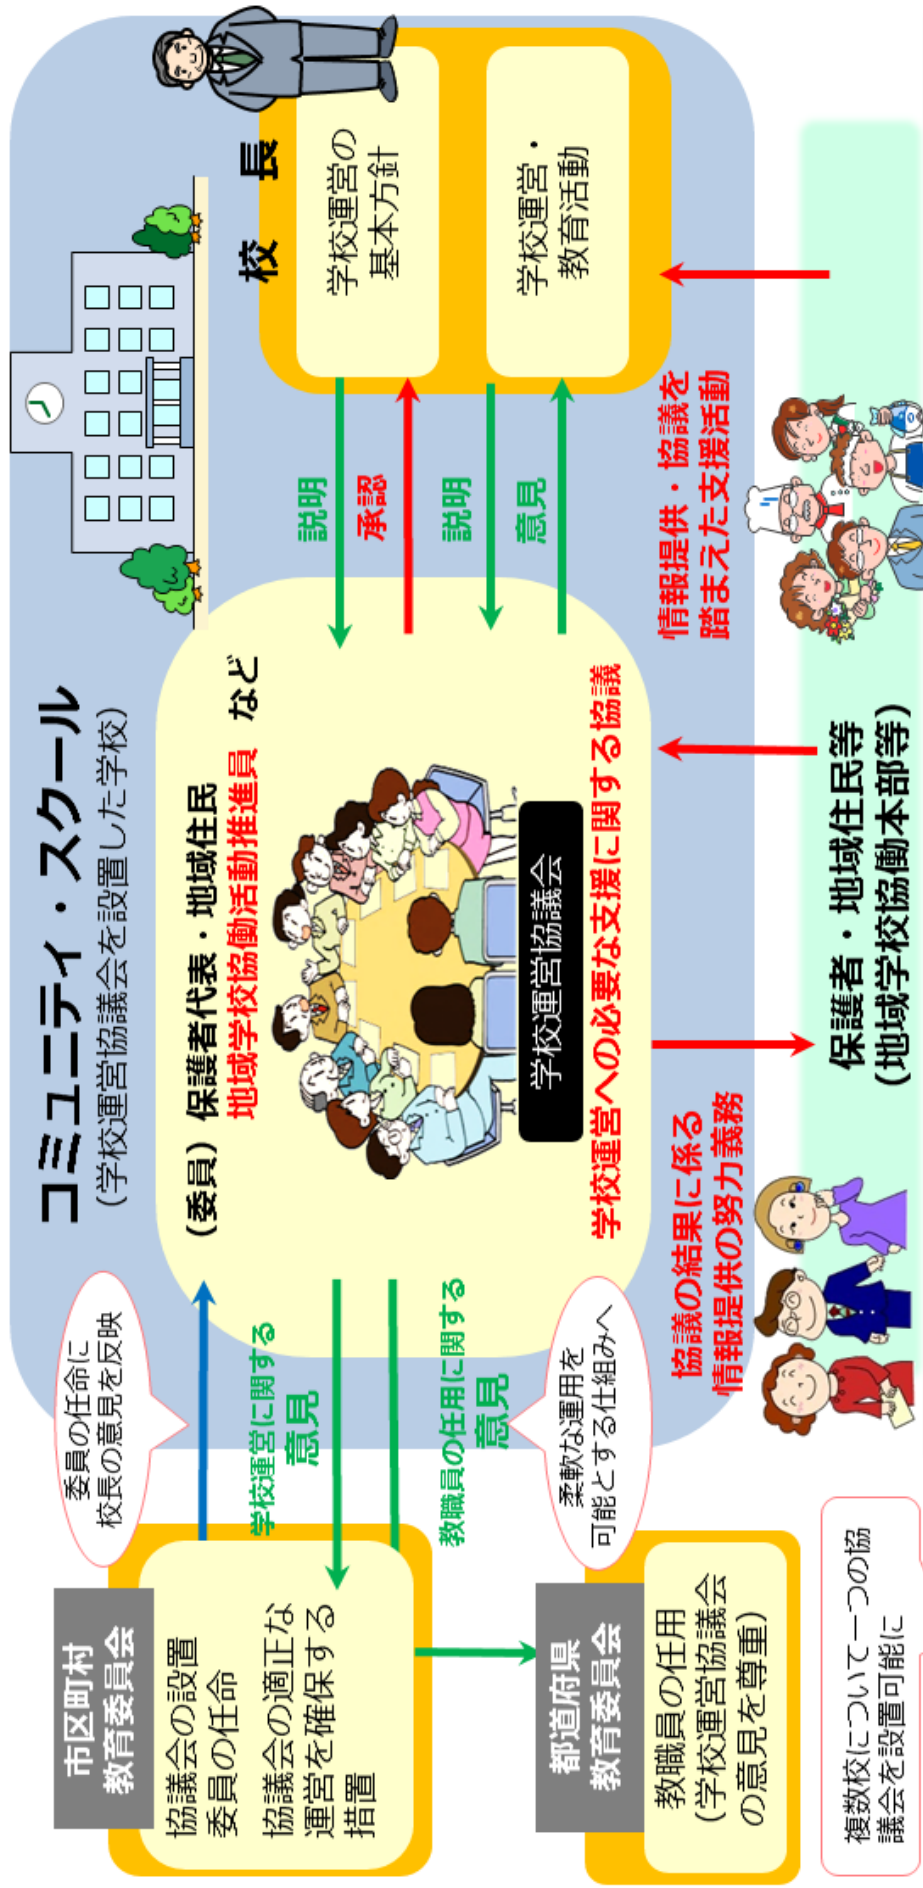 コミュニティ・スクール
(学校運営協議会を設置した学校)
市区町村
教育委員会
協議会の設置
委員の任命
協議会の適正な
運営を確保する
措置
委員の任命に
校長の意見を反映
学校運営に関する
意見
教職員の任用に関する
意見
柔軟な運用を
可能とする仕組みへ
都道府県
教育委員会
教職員の任用
(学校運営協議会
の意見を尊重)
複数校について一つの協
議会を設置可能に
(委員) 保護者代表・地域住民
地域学校協働活動推進員 など
学校運営協議会
学校運営への必要な支援に関する協議
説明
承認
説明
意見
校長
学校運営の
基本方針
学校運営・
教育活動
協議の結果に係る
情報提供の努力義務
情報提供・協議を
踏まえた支援活動
保護者・地域住民等
(地域学校協働本部等)